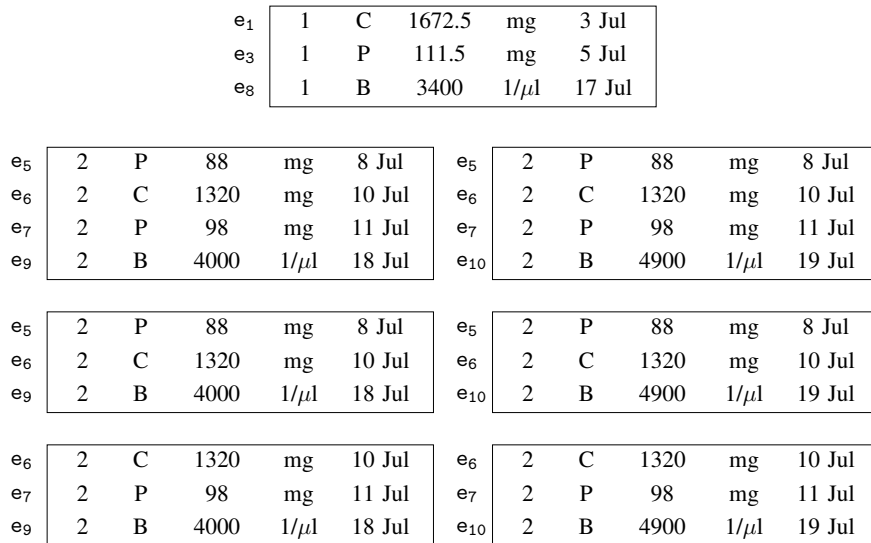 e1 1 C 1672.5 mg 3 Jul
e3 1 P 111.5 mg 5 Jul
e8 1 B 3400 1/μl 17 Jul
e5 2 P 88 mg 8 Jul
e6 2 C 1320 mg 10 Jul
e7 2 P 98 mg 11 Jul
e9 2 B 4000 1/μl 18 Jul
e5 2 P 88 mg 8 Jul
e6 2 C 1320 mg 10 Jul
e7 2 P 98 mg 11 Jul
e10 2 B 4900 1/μl 19 Jul
e5 2 P 88 mg 8 Jul
e6 2 C 1320 mg 10 Jul
e9 2 B 4000 1/μl 18 Jul
e5 2 P 88 mg 8 Jul
e6 2 C 1320 mg 10 Jul
e10 2 B 4900 1/μl 19 Jul
e6 2 C 1320 mg 10 Jul
e7 2 P 98 mg 11 Jul
e9 2 B 4000 1/μl 18 Jul
e6 2 C 1320 mg 10 Jul
e7 2 P 98 mg 11 Jul
e10 2 B 4900 1/μl 19 Jul